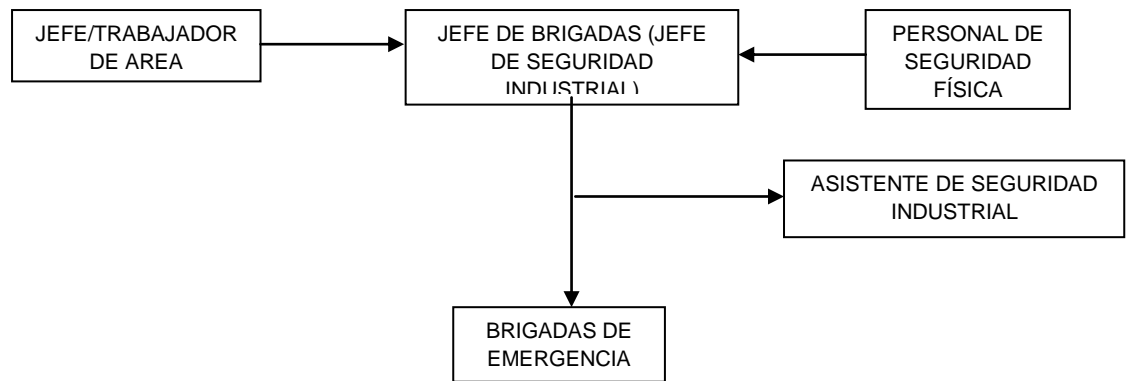 JEFE/TRABAJADOR
DE AREA
JEFE DE BRIGADAS (JEFE
DE SEGURIDAD
INDUSTRIAL)
PERSONAL DE
SEGURIDAD
FÍSICA
ASISTENTE DE SEGURIDAD
INDUSTRIAL
BRIGADAS DE
EMERGENCIA